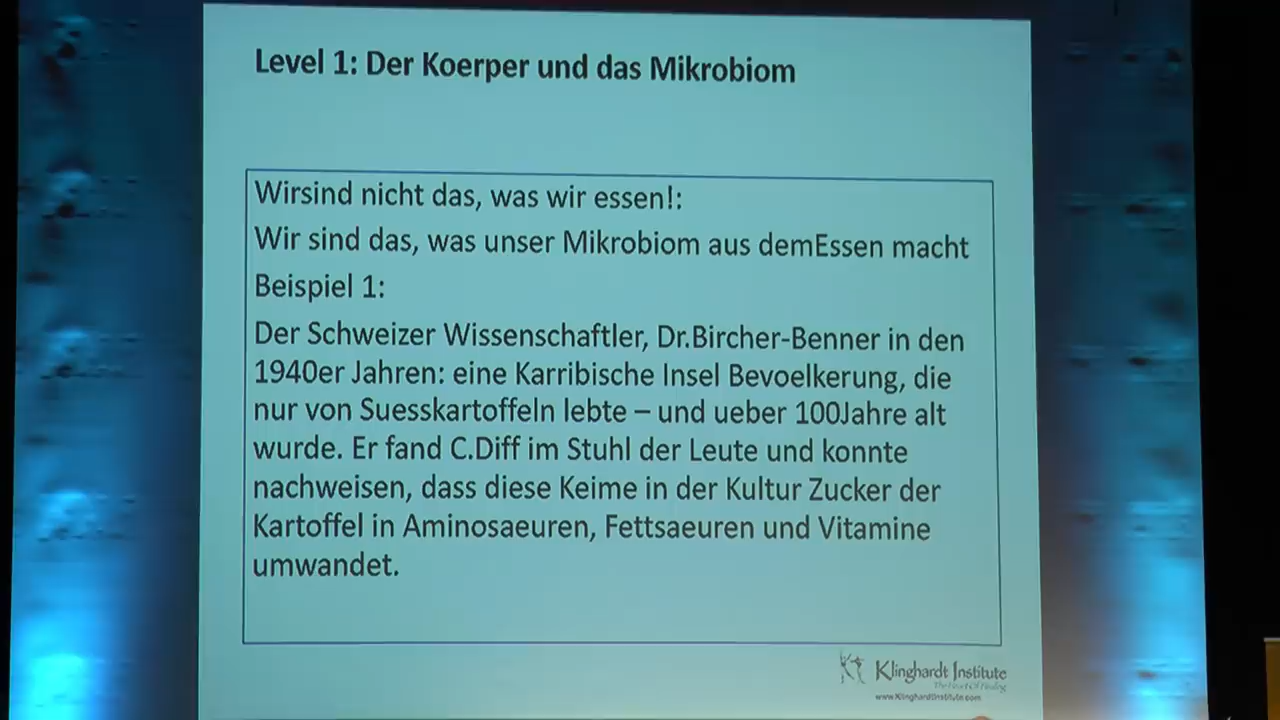 Level 1: Der Koerper und das Mikrobiom
Wirsind nicht das, was wir essen!:
Wir sind das, was unser Mikrobiom aus demEssen macht
Beispiel 1:
Der Schweizer Wissenschaftler, Dr.Bircher-Benner in den
1940er Jahren: eine Karribische Insel Bevoelkerung, die
nur von Suesskartoffeln lebte – und ueber 100Jahre alt
wurde. Er fand C.Diff im Stuhl der Leute und konnte
nachweisen, dass diese Keime in der Kultur Zucker der
Kartoffel in Aminosaeuren, Fettsaeuren und Vitamine
umwandet.
Klinghardt Institute
The Heart Of Healing
www.KlinghardtInstitute.com